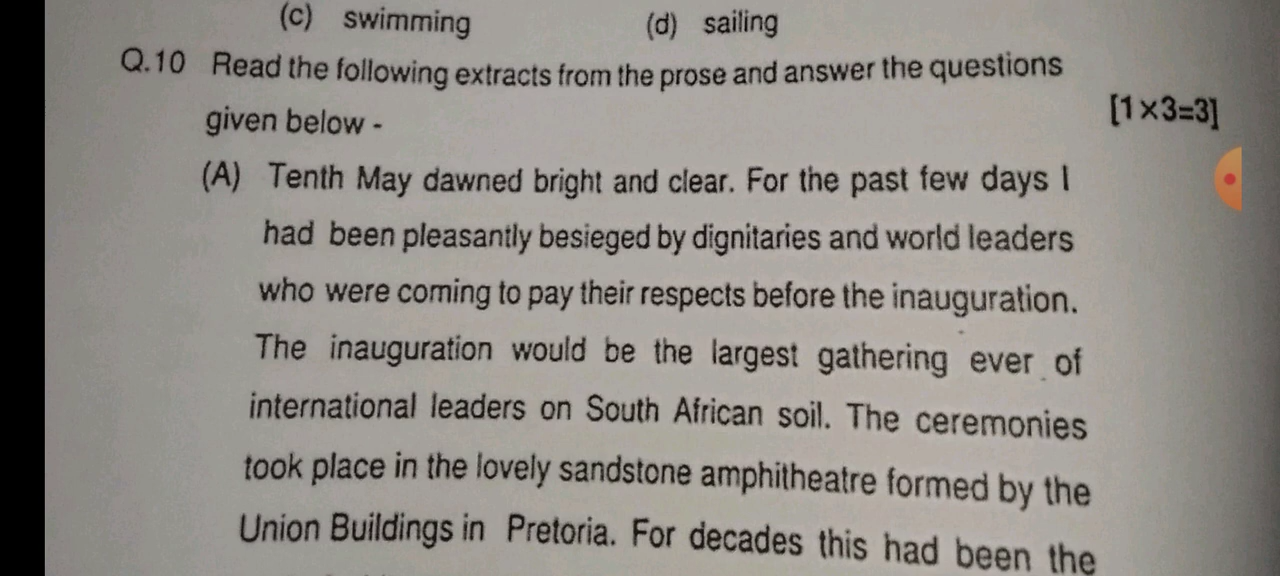 (c) swimming (d) sailing
Q.10 Read the following extracts from the prose and answer the questions
given below - [1×3=3]
(A) Tenth May dawned bright and clear. For the past few days I
had been pleasantly besieged by dignitaries and world leaders
who were coming to pay their respects before the inauguration.
The inauguration would be the largest gathering ever of
international leaders on South African soil. The ceremonies
took place in the lovely sandstone amphitheatre formed by the
Union Buildings in Pretoria. For decades this had been the